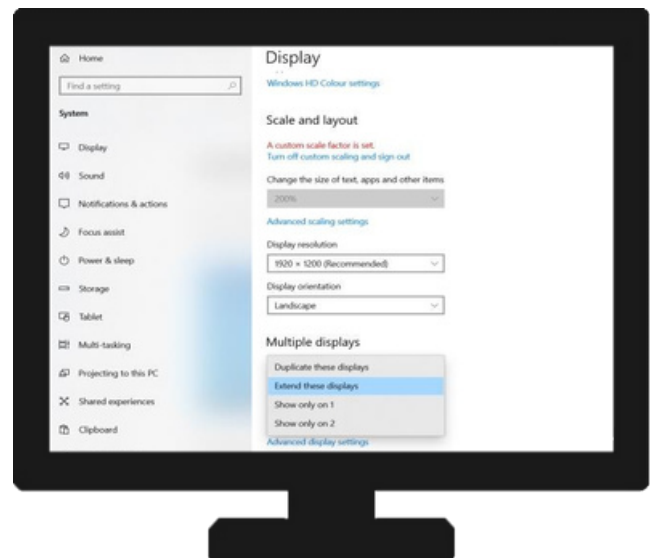 Home
Find a setting
System
Display
Sound
Notifications & actions
Focus assist
Power & sleep
Storage
Tablet
Multi-tasking
Projecting to this PC
Shared experiences
Clipboard
Display
Windows HD Colour settings
Scale and layout
A custom scale factor is set.
Turn off custom scaling and sign out
Change the size of text, apps and other items
200%
Advanced scaling settings
Display resolution
1920 × 1200 (Recommended)
Display orientation
Landscape
Multiple displays
Duplicate these displays
Extend these displays
Show only on 1
Show only on 2
Advanced display settings